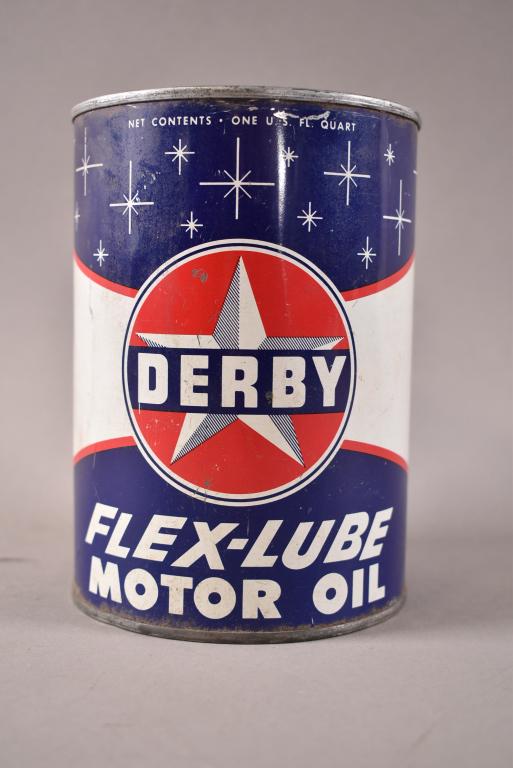 NET CONTENTS • ONE U.S. FL. QUART
DERBY
FLEX-LUBE
MOTOR OIL